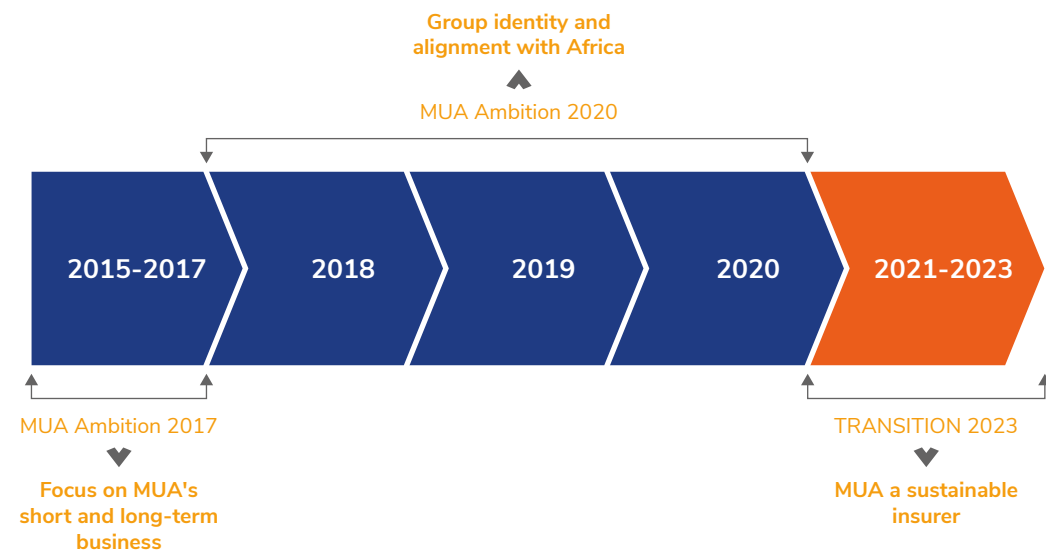 Group identity and
alignment with Africa
MUA Ambition 2020
2015-2017
2018
2019
2020
2021-2023
MUA Ambition 2017
Focus on MUA's
short and long-term
business
TRANSITION 2023
MUA a sustainable
insurer